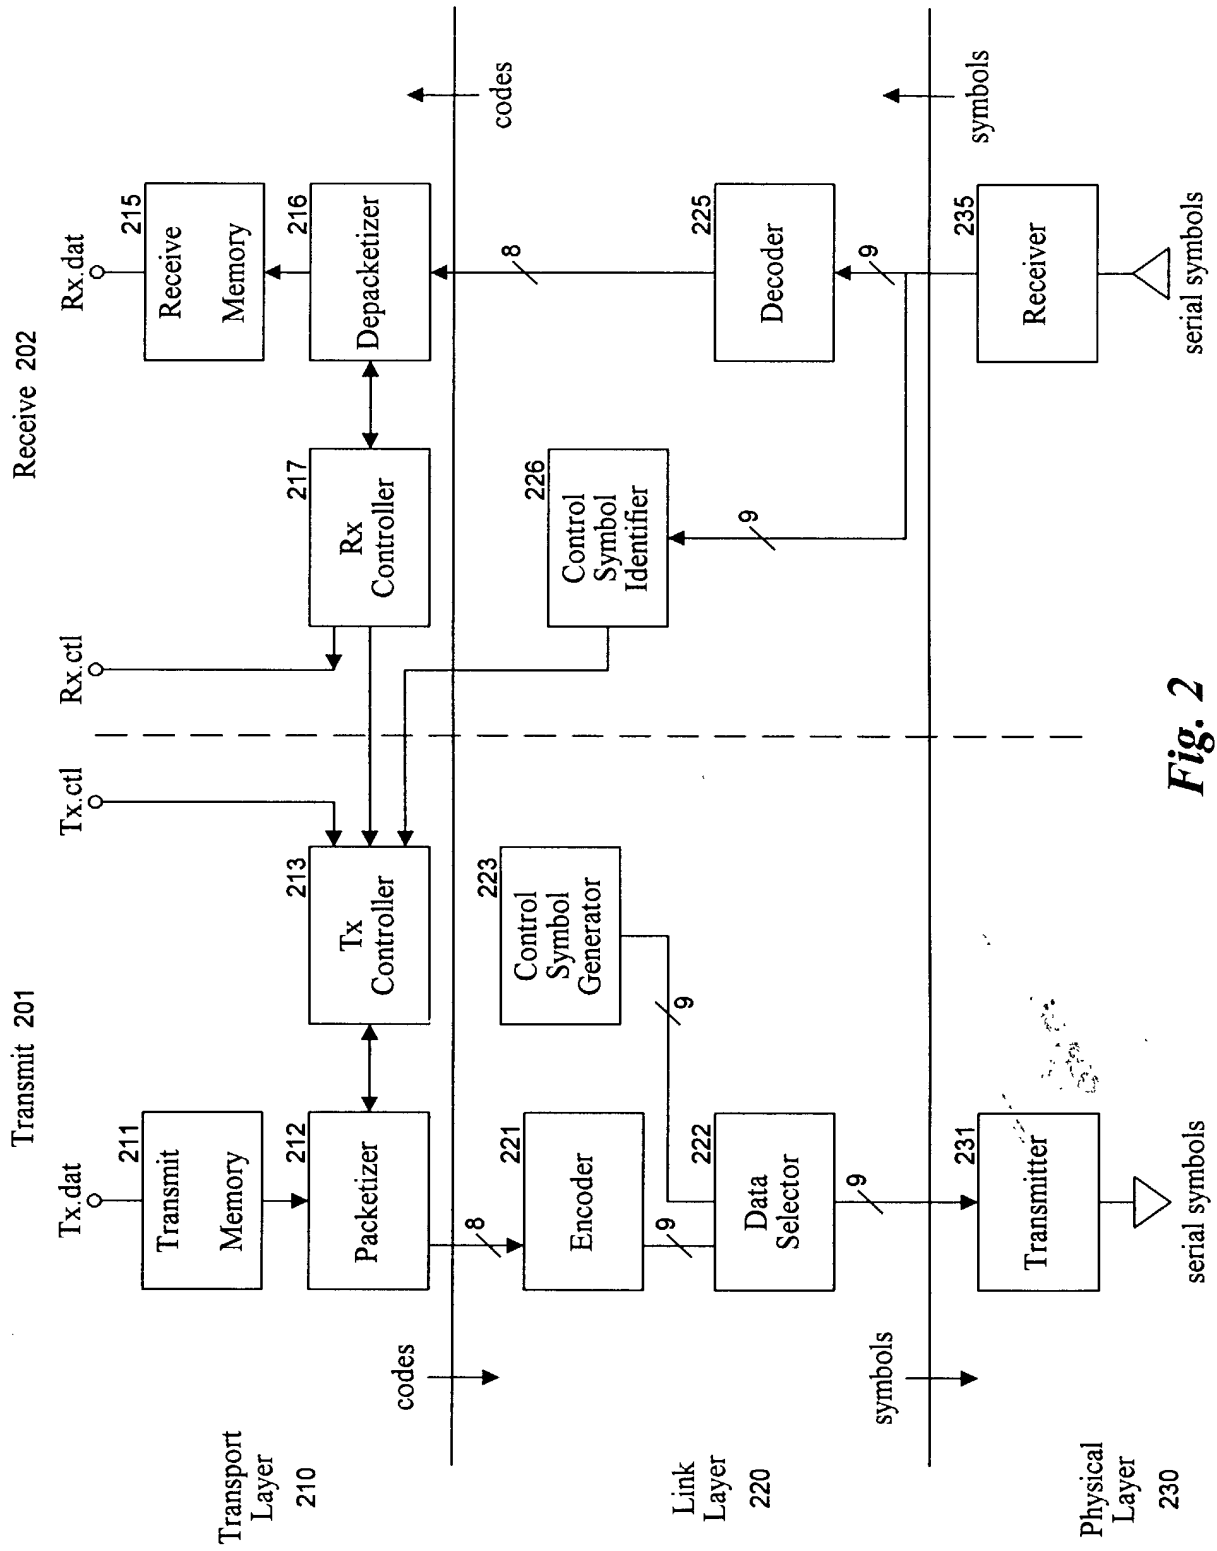 Transmit 201
Receive 202
Tx.dat
Tx.ctl
Rx.ctl
Rx.dat
Transport
Layer
210
211
Transmit
Memory
215
Receive
Memory
212
Packetizer
213
Tx
Controller
217
Rx
Controller
216
Depacketizer
codes
codes
8
8
Link
Layer
220
221
Encoder
223
Control
Symbol
Generator
226
Control
Symbol
Identifier
9
9
9
222
Data
Selector
225
Decoder
9
9
symbols
symbols
Physical
Layer
230
231
Transmitter
235
Receiver
serial symbols
serial symbols
Fig. 2